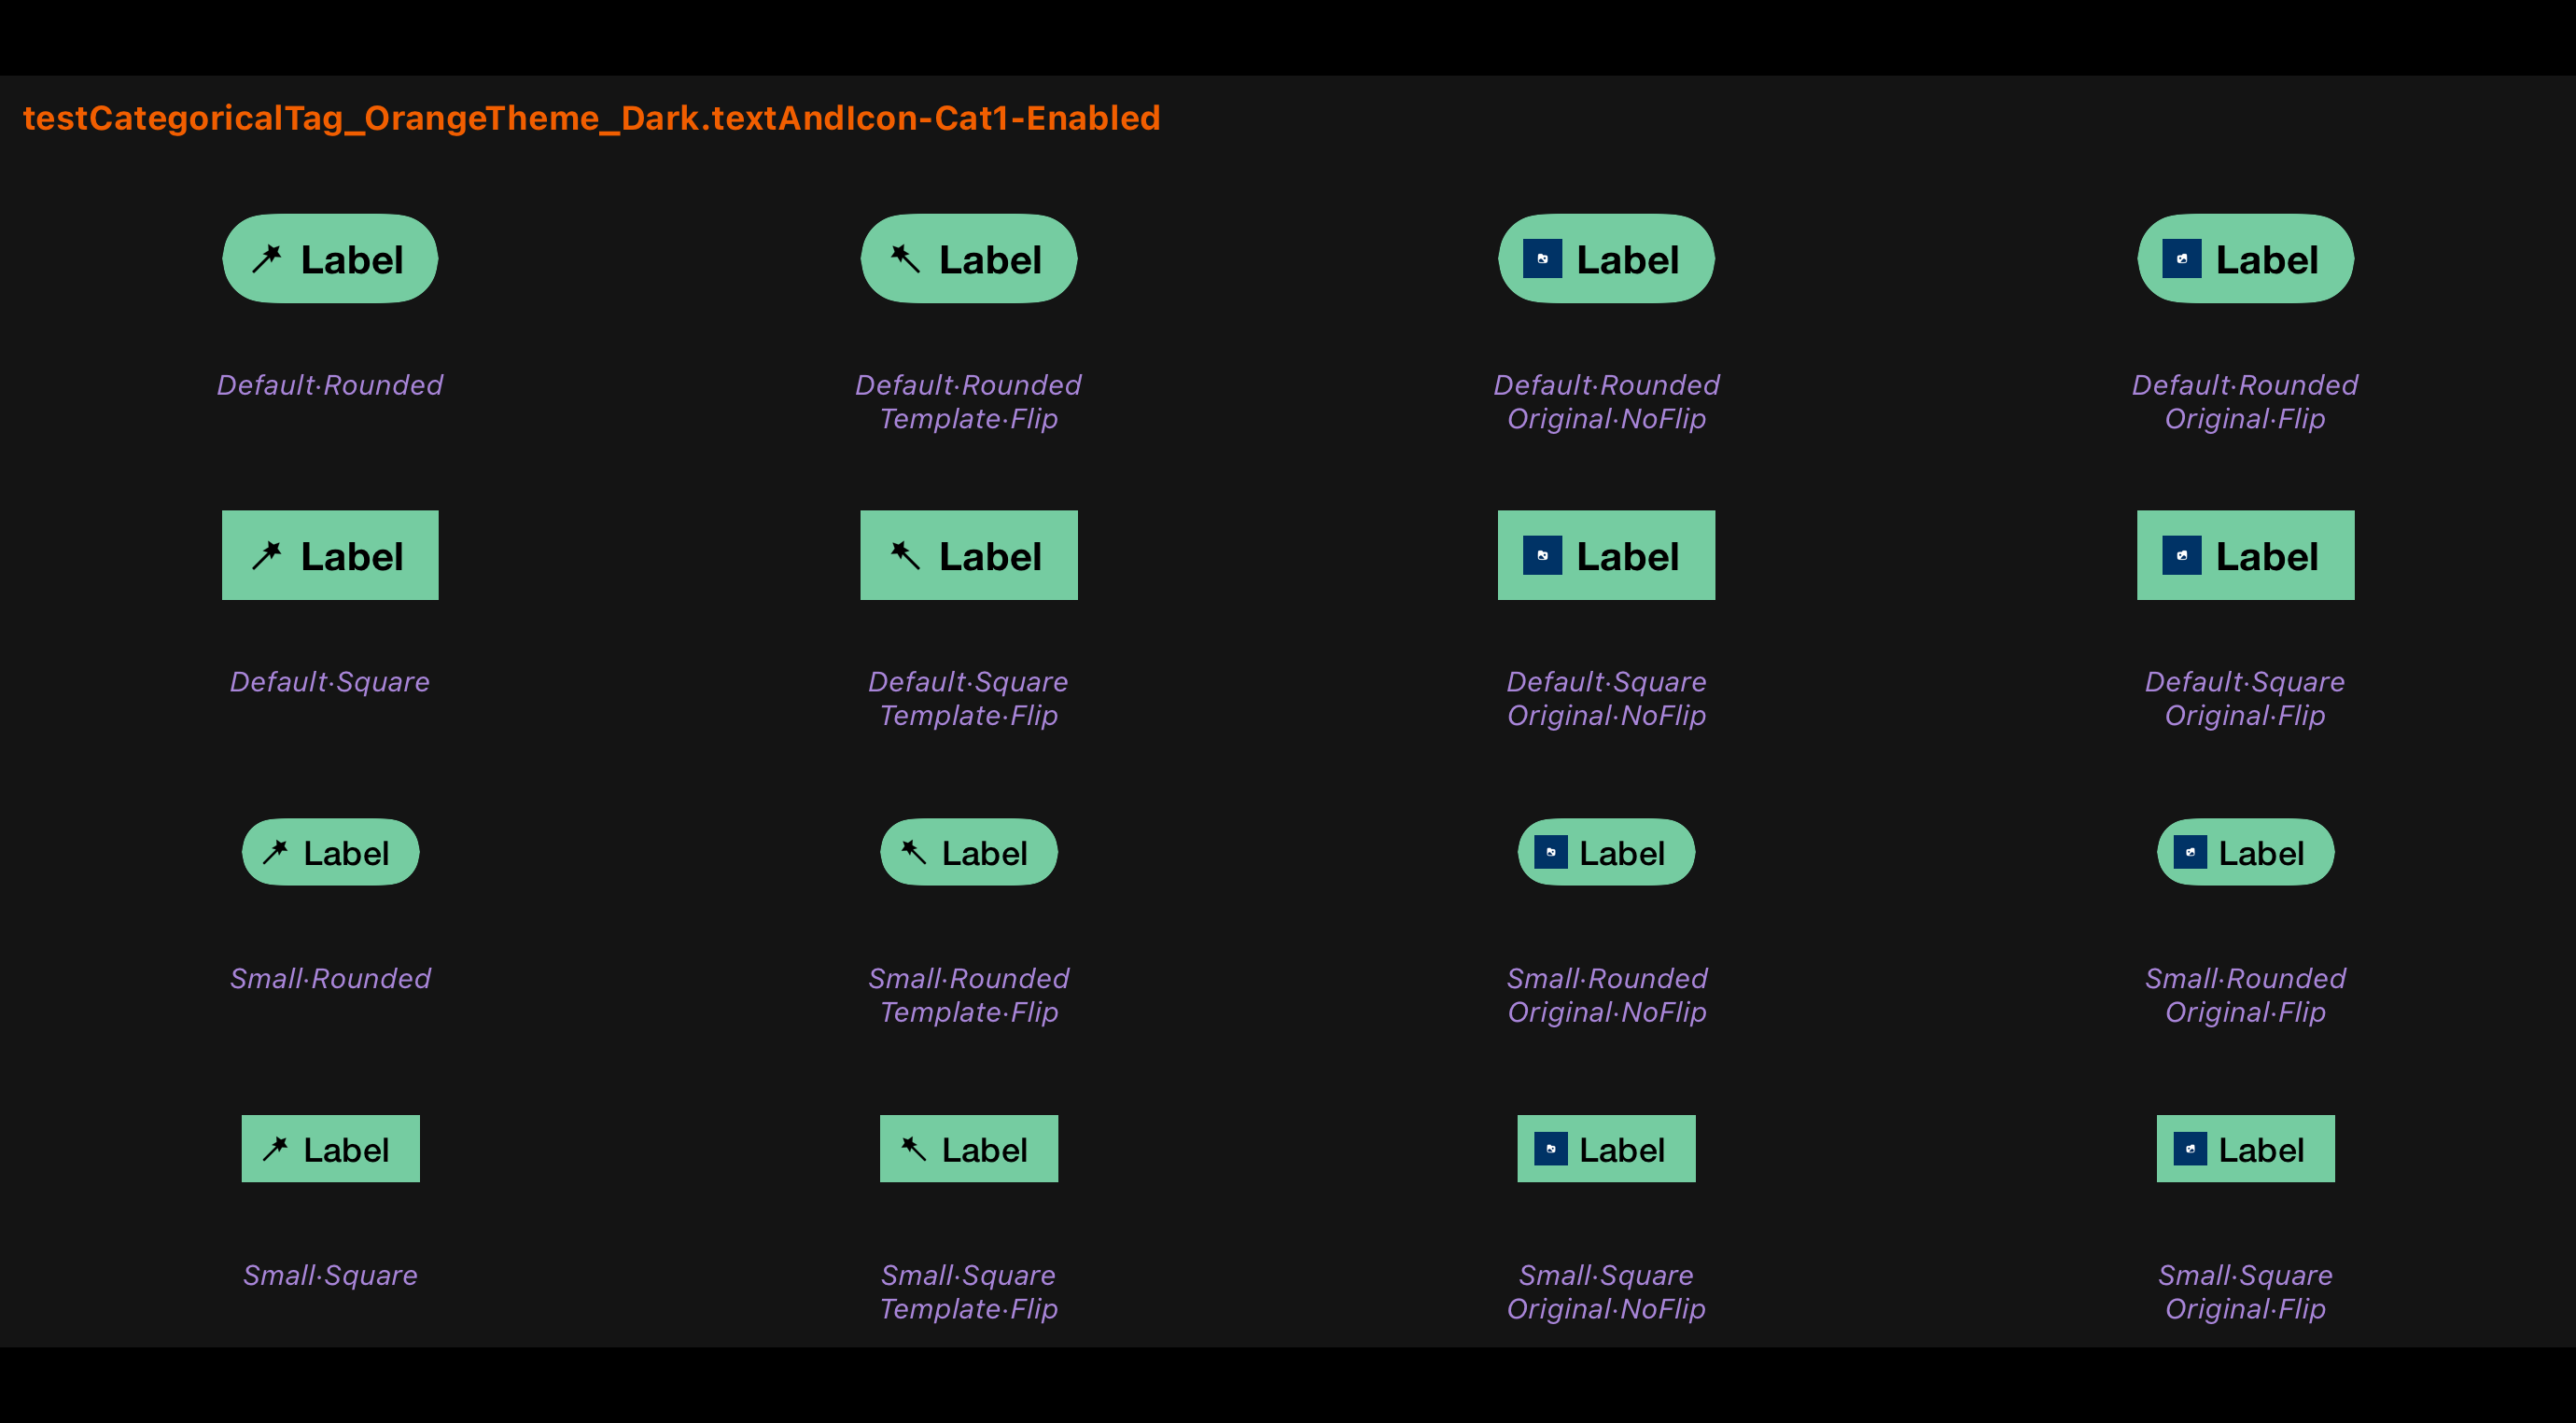 testCategoricalTag_OrangeTheme_Dark.textAndIcon-Cat1-Enabled
Label Label Label Label
Default·Rounded Default·Rounded Default·Rounded Default·Rounded
Template·Flip Original·NoFlip Original·Flip
Label Label Label Label
Default·Square Default·Square Default·Square Default·Square
Template·Flip Original·NoFlip Original·Flip
Label Label Label Label
Small·Rounded Small·Rounded Small·Rounded Small·Rounded
Template·Flip Original·NoFlip Original·Flip
Label Label Label Label
Small·Square Small·Square Small·Square Small·Square
Template·Flip Original·NoFlip Original·Flip